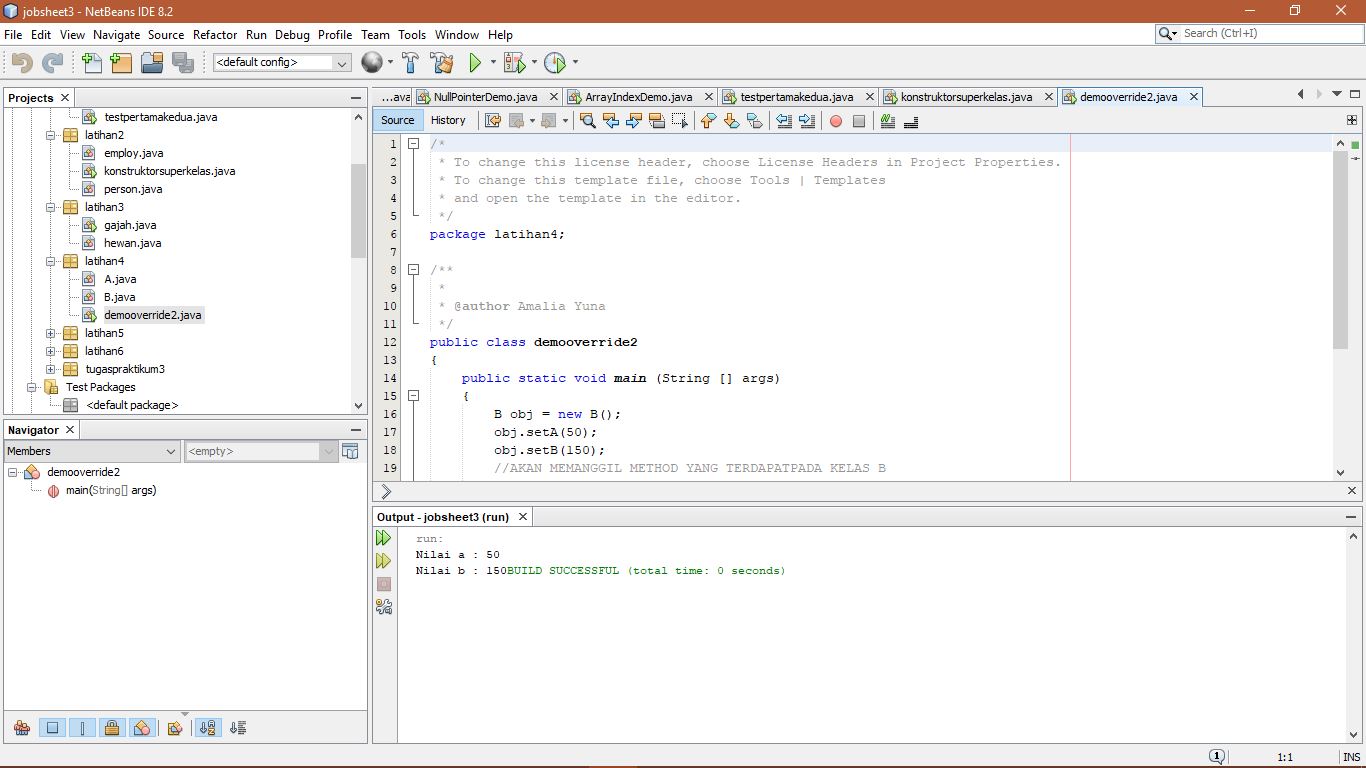 jobsheet3 - NetBeans IDE 8.2
File Edit View Navigate Source Refactor Run Debug Profile Team Tools Window Help
Search (Ctrl+I)
<default config>
Projects
testpertamakedua.java
latihan2
employ.java
konstruktorsuperkelas.java
person.java
latihan3
gajah.java
hewan.java
latihan4
A.java
B.java
demooverride2.java
latihan5
latihan6
tugaspraktikum3
Test Packages
<default package>
Navigator
Members
<empty>
demooverride2
main(String[] args)
...ava NullPointerDemo.java ArrayIndexDemo.java testpertamakedua.java konstruktorsuperkelas.java demooverride2.java
Source History
1 /*
2 * To change this license header, choose License Headers in Project Properties.
3 * To change this template file, choose Tools | Templates
4 * and open the template in the editor.
5 */
6 package latihan4;
7
8 /**
9 *
10 * @author Amalia Yuna
11 */
12 public class demooverride2
13 {
14 public static void main (String [] args)
15 {
16 B obj = new B();
17 obj.setA(50);
18 obj.setB(150);
19 //AKAN MEMANGGIL METHOD YANG TERDAPATPADA KELAS B
Output - jobsheet3 (run)
run:
Nilai a : 50
Nilai b : 150BUILD SUCCESSFUL (total time: 0 seconds)
1
1:1
INS